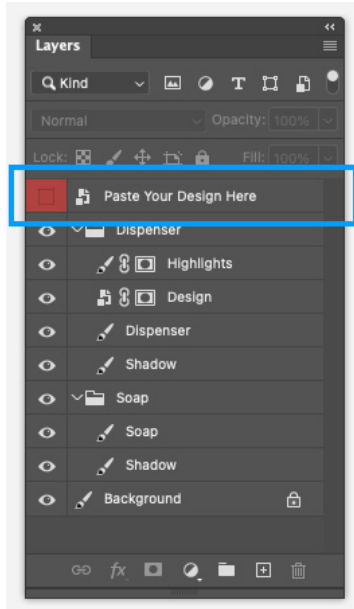 Layers
Kind
Normal Opacity: 100%
Lock: Fill: 100%
Paste Your Design Here
Dispenser
Highlights
Design
Dispenser
Shadow
Soap
Soap
Shadow
Background
fx